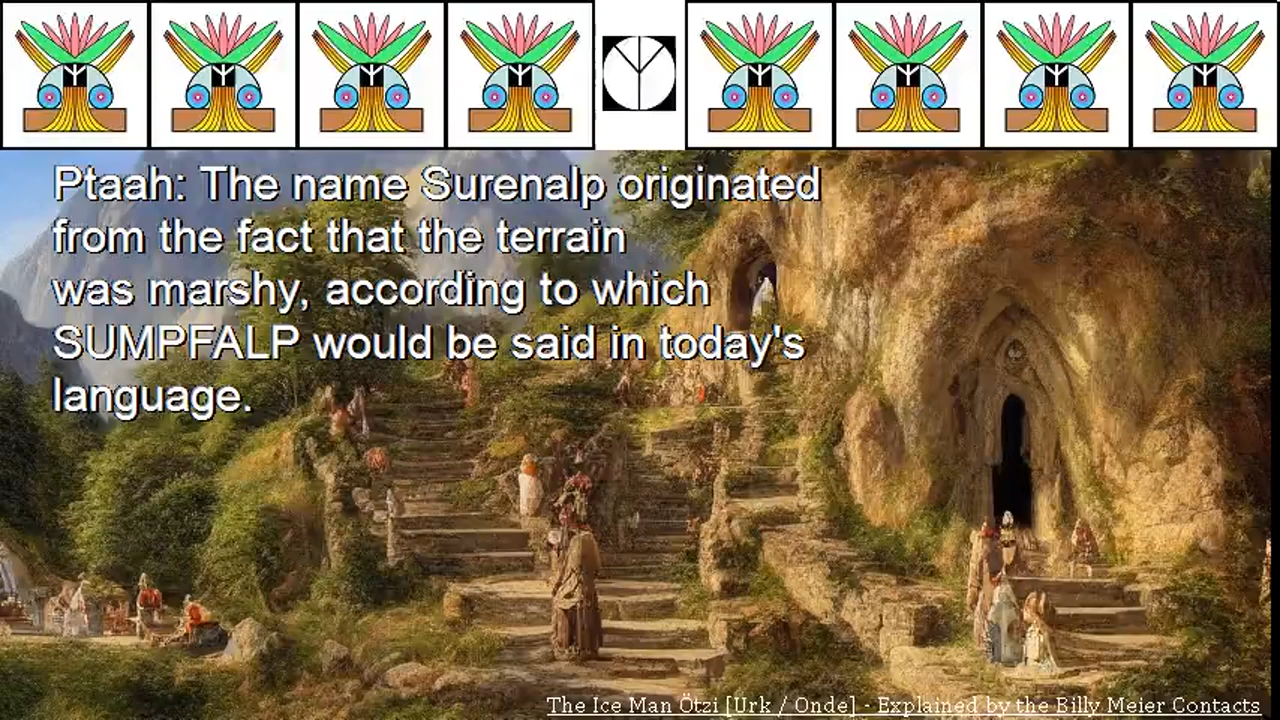 Ptaah: The name Surenalp originated
from the fact that the terrain
was marshy, according to which
SUMPFALP would be said in today's
language.
The Ice Man Ötzi [Urk / Onde] - Explained by the Billy Meier Contacts